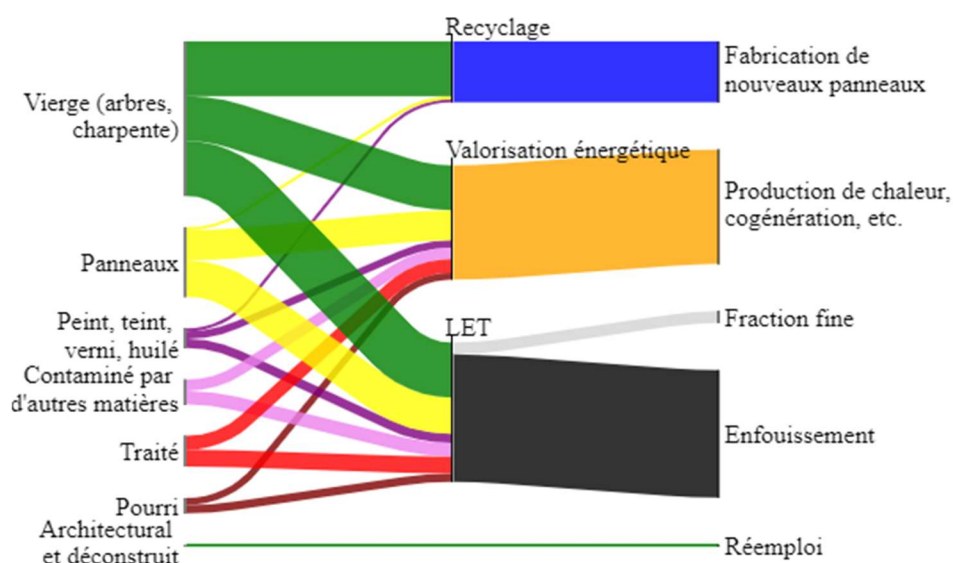 Recyclage
Vierge (arbres,
charpente)
Fabrication de
nouveaux panneaux
Valorisation énergétique
Production de chaleur,
cogénération, etc.
Panneaux
Peint, teint,
verni, huilé
LET
Fraction fine
Contaminé par
d'autres matières
Traité
Enfouissement
Pourri
Architectural
et déconstruit
Réemploi